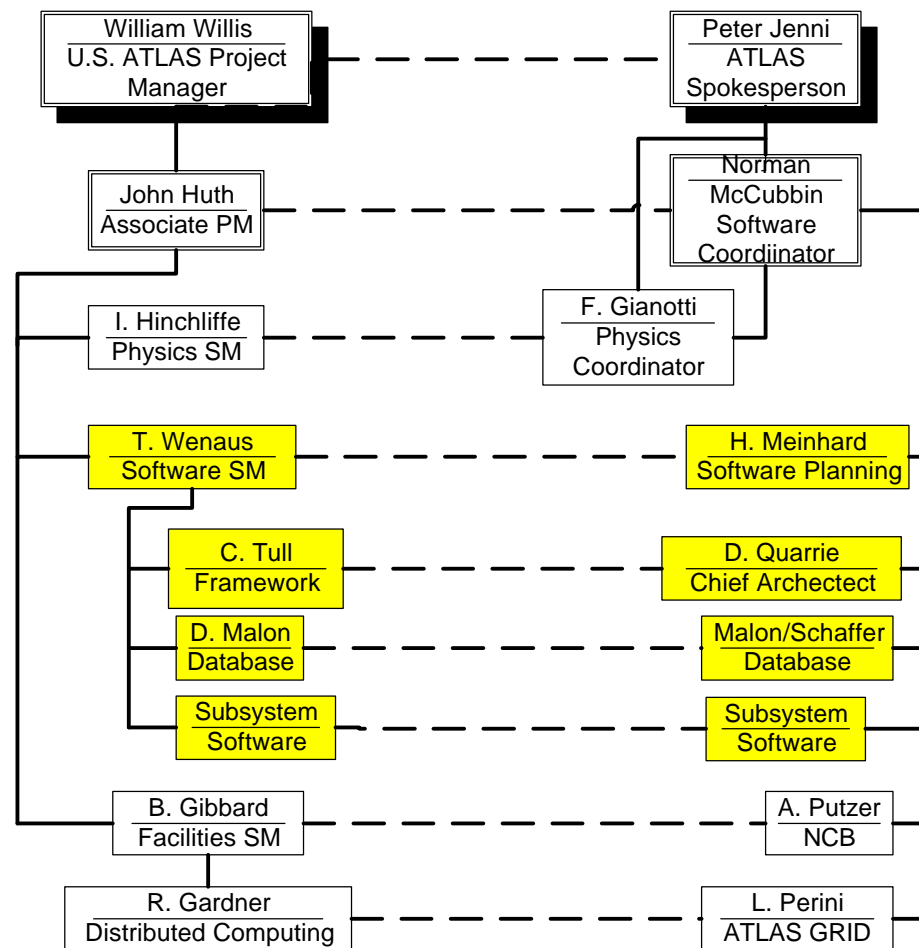 William Willis
U.S. ATLAS Project
Manager
Peter Jenni
ATLAS
Spokesperson
John Huth
Associate PM
Norman
McCubbin
Software
Coordiinator
I. Hinchliffe
Physics SM
F. Gianotti
Physics
Coordinator
T. Wenaus
Software SM
H. Meinhard
Software Planning
C. Tull
Framework
D. Quarrie
Chief Archectect
D. Malon
Database
Malon/Schaffer
Database
Subsystem
Software
Subsystem
Software
B. Gibbard
Facilities SM
A. Putzer
NCB
R. Gardner
Distributed Computing
L. Perini
ATLAS GRID